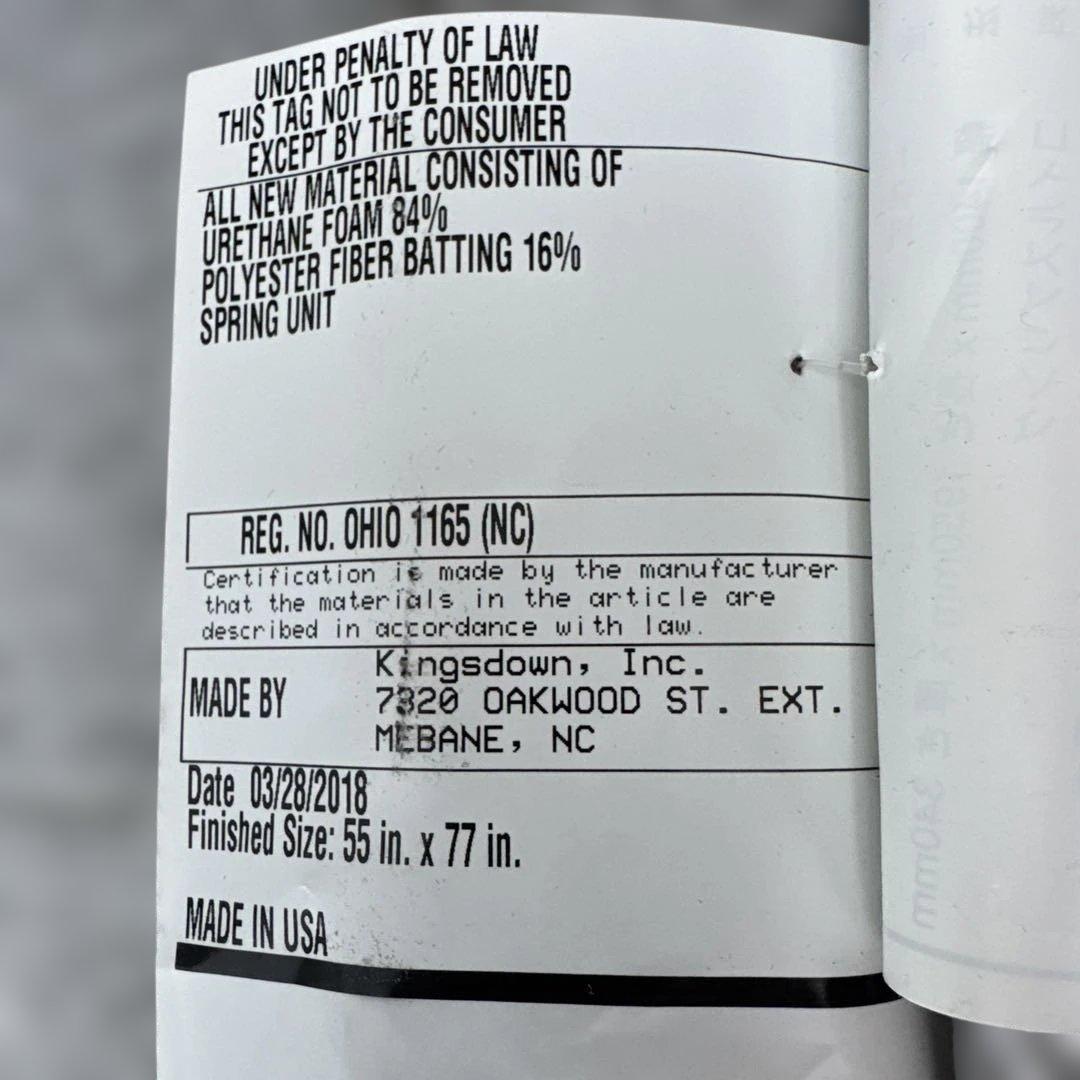 UNDER PENALTY OF LAW
THIS TAG NOT TO BE REMOVED
EXCEPT BY THE CONSUMER
ALL NEW MATERIAL CONSISTING OF
URETHANE FOAM 84%
POLYESTER FIBER BATTING 16%
SPRING UNIT
REG. NO. OHIO 1165 (NC)
Certification is made by the manufacturer
that the materials in the article are
described in accordance with law.
MADE BY
Kingsdown, Inc.
7320 OAKWOOD ST. EXT.
MEBANE, NC
Date 03/28/2018
Finished Size: 55 in. x 77 in.
MADE IN USA